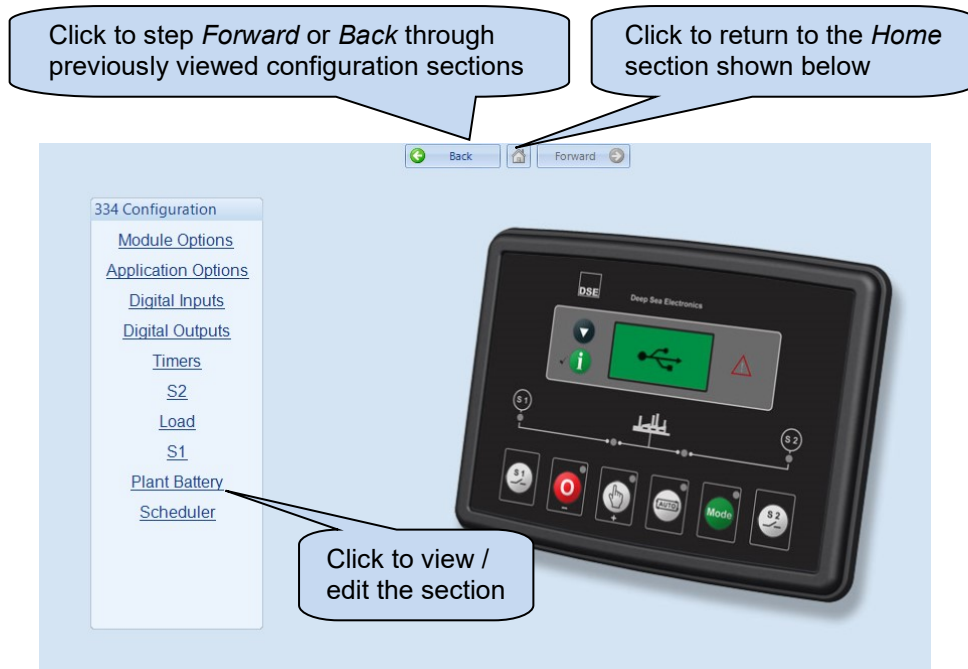 Click to step Forward or Back through
previously viewed configuration sections
Click to return to the Home
section shown below
Back
Forward
334 Configuration
Module Options
Application Options
Digital Inputs
Digital Outputs
Timers
S2
Load
S1
Plant Battery
Scheduler
Click to view /
edit the section
DSE
Deep Sea Electronics
i
S1
S2
S1
O
-
+
AUTO
Mode
S2